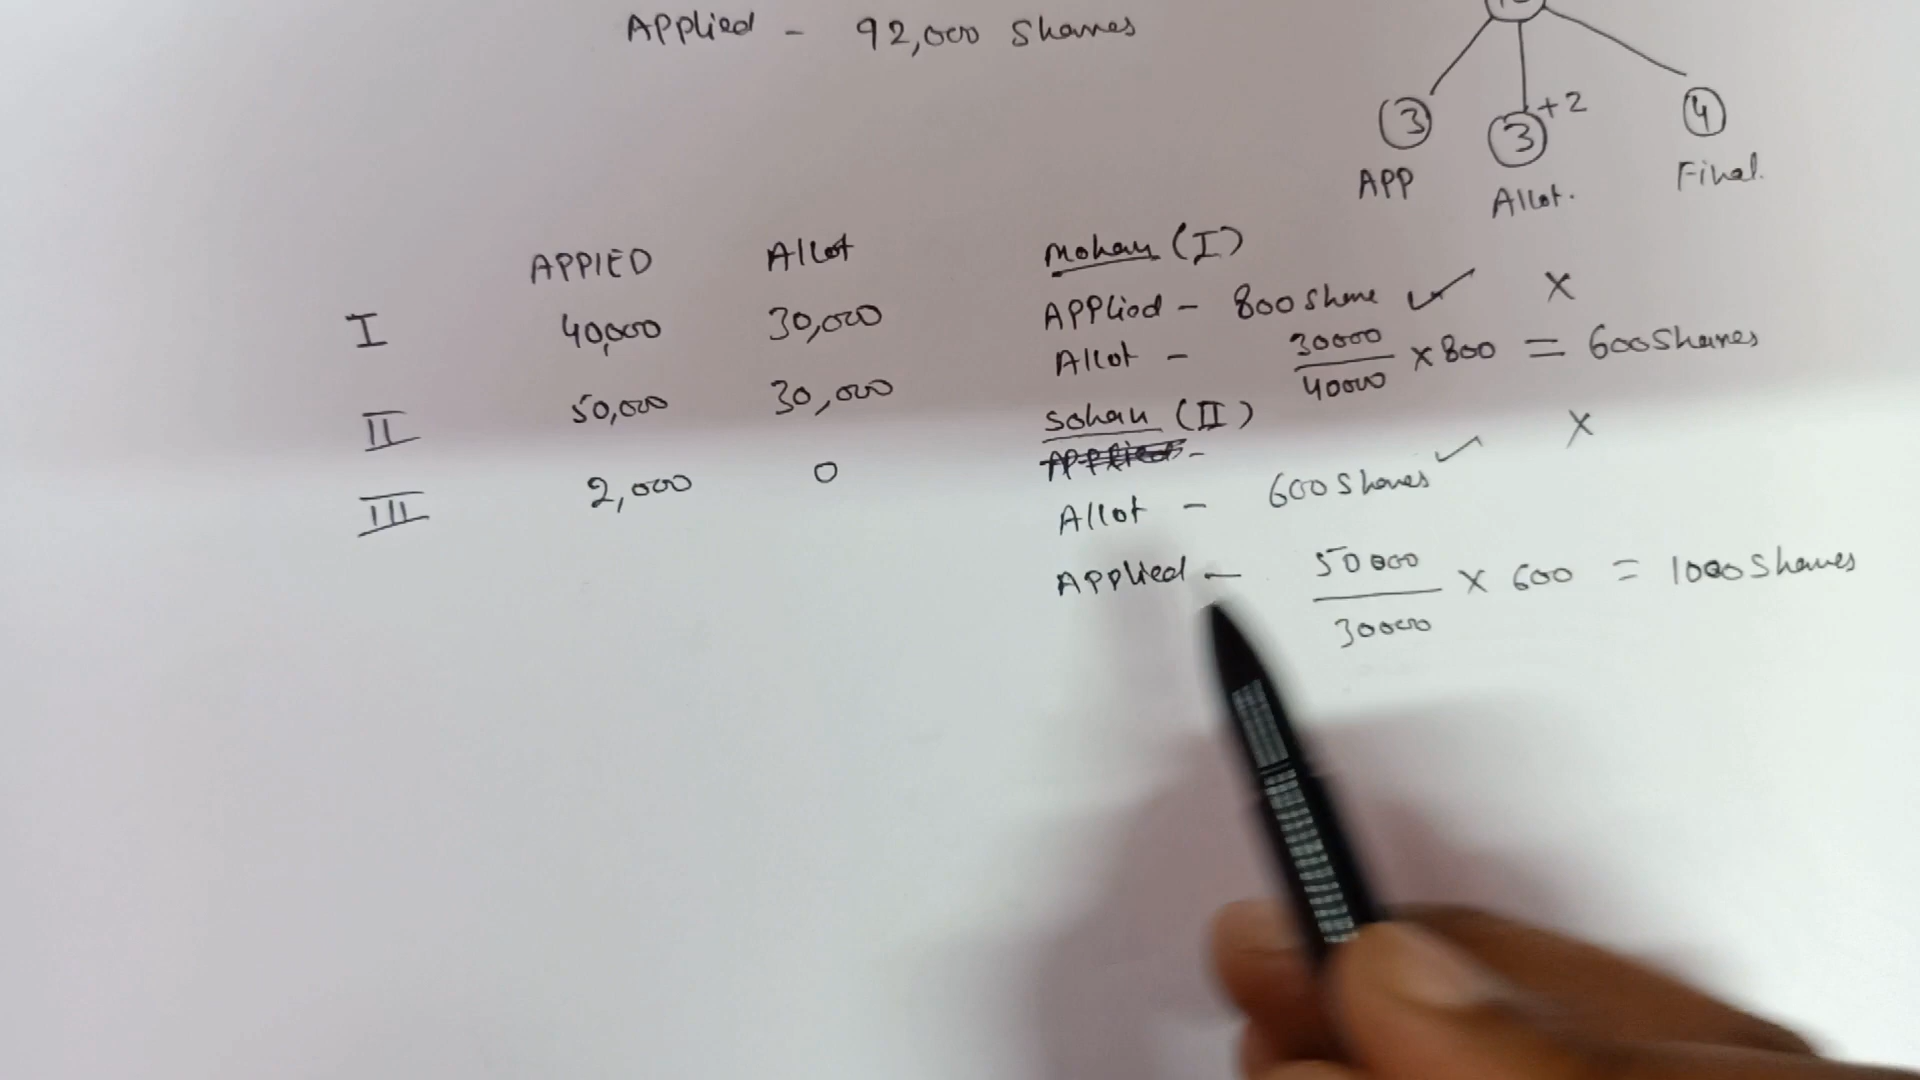 Applied - 92,000 Shares
3 3 +2 4
APP Allot. Final.
APPIED Allot
I 40,000 30,000
II 50,000 30,000
III 2,000 0
Mohan (I)
Applied - 800 Share ✓ X
Allot - 30000/40000 × 800 = 600 Shares
Sohan (II)
Applied -
Allot - 600 Shares ✓ X
Applied - 50000/30000 × 600 = 1000 Shares